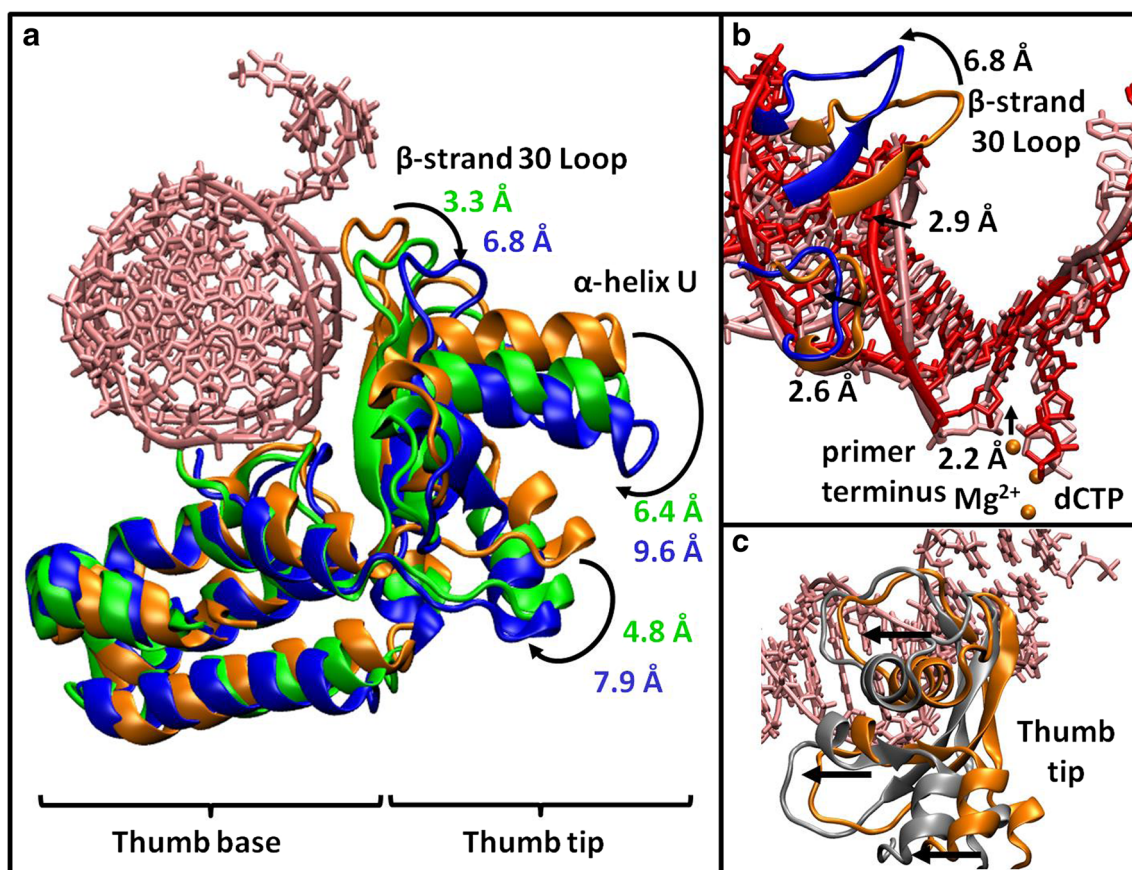 a
β-strand 30 Loop
3.3 Å
6.8 Å
α-helix U
6.4 Å
9.6 Å
4.8 Å
7.9 Å
Thumb base
Thumb tip
b
6.8 Å
β-strand
30 Loop
2.9 Å
2.6 Å
primer
terminus
2.2 Å
Mg²⁺
dCTP
c
Thumb
tip